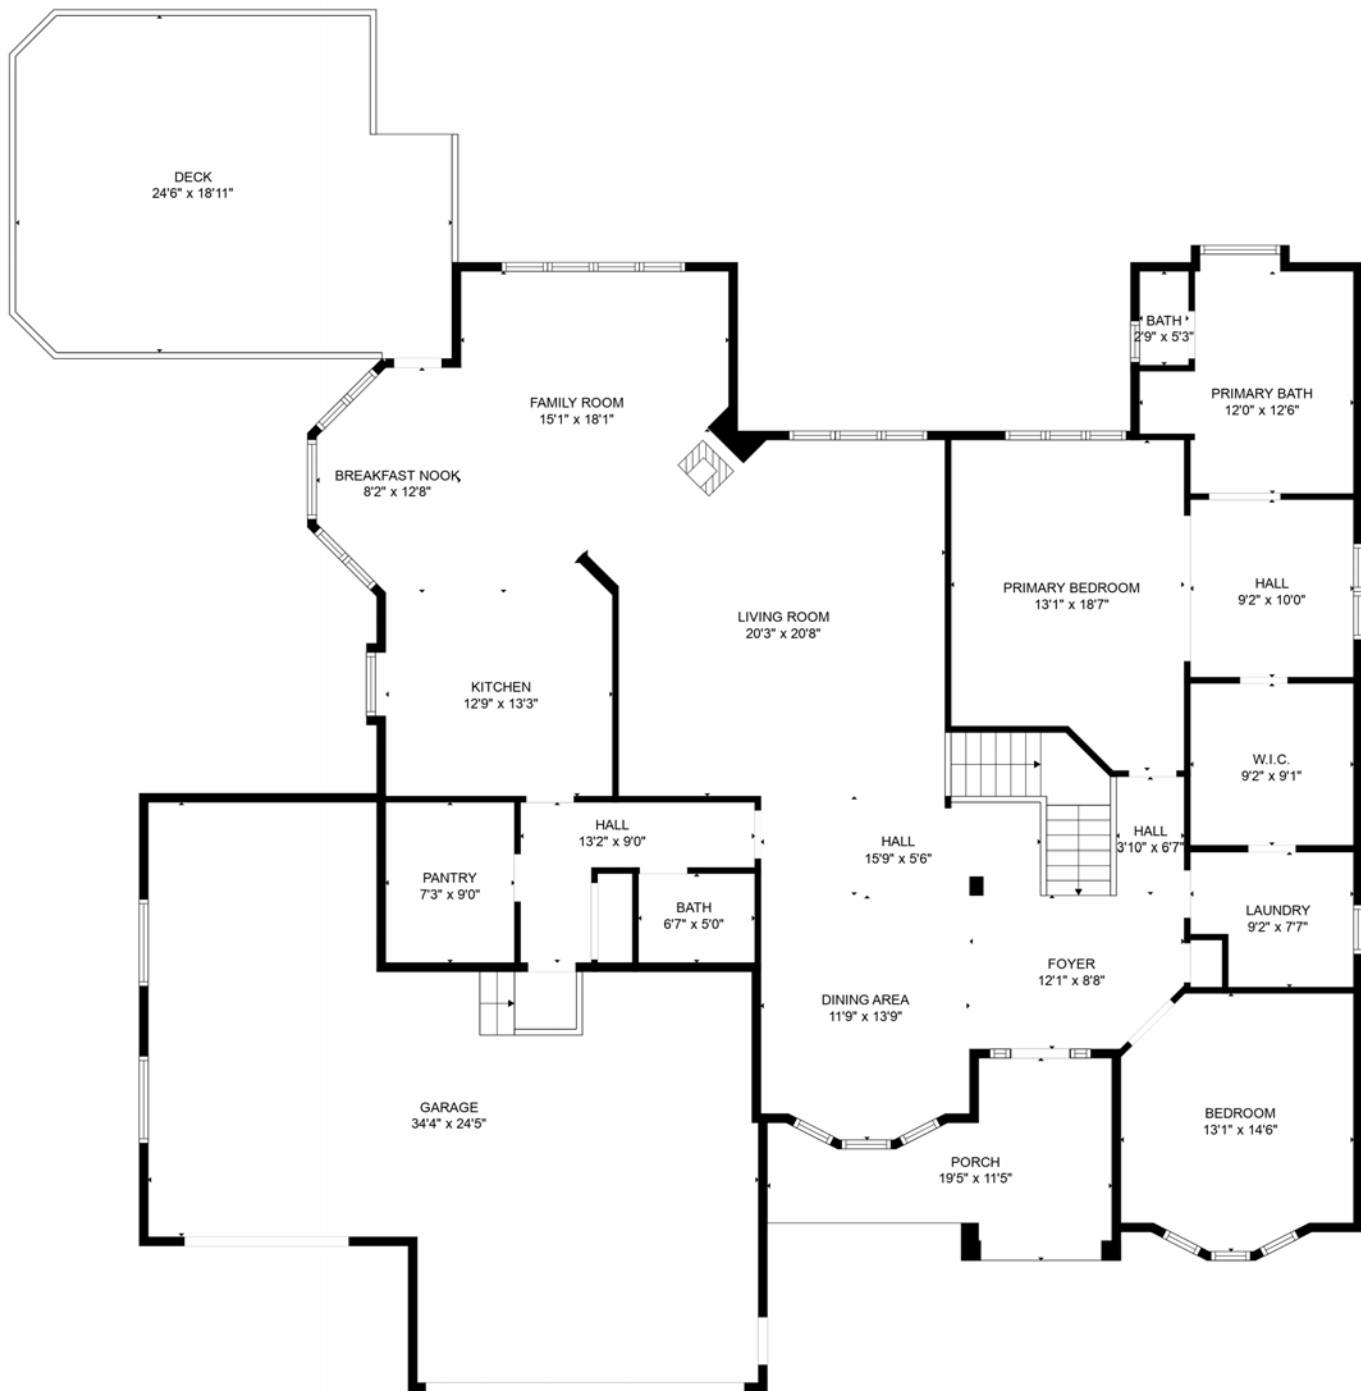 DECK
24'6" x 18'11"
BATH
2'9" x 5'3"
PRIMARY BATH
12'0" x 12'6"
FAMILY ROOM
15'1" x 18'1"
BREAKFAST NOOK
8'2" x 12'8"
PRIMARY BEDROOM
13'1" x 18'7"
HALL
9'2" x 10'0"
LIVING ROOM
20'3" x 20'8"
KITCHEN
12'9" x 13'3"
W.I.C.
9'2" x 9'1"
HALL
13'2" x 9'0"
HALL
15'9" x 5'6"
HALL
3'10" x 6'7"
PANTRY
7'3" x 9'0"
BATH
6'7" x 5'0"
LAUNDRY
9'2" x 7'7"
FOYER
12'1" x 8'8"
DINING AREA
11'9" x 13'9"
GARAGE
34'4" x 24'5"
BEDROOM
13'1" x 14'6"
PORCH
19'5" x 11'5"